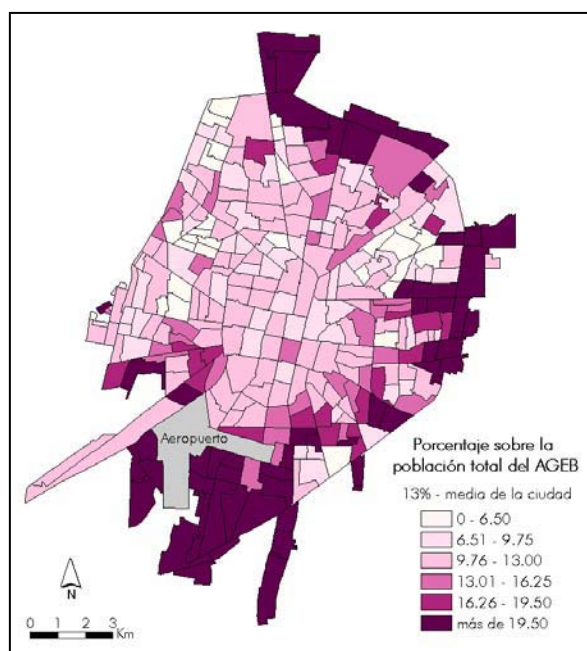 Aeropuerto
Porcentaje sobre la
población total del AGEB
13% - media de la ciudad
0 - 6.50
6.51 - 9.75
9.76 - 13.00
13.01 - 16.25
16.26 - 19.50
más de 19.50
N
0 1 2 3
Km